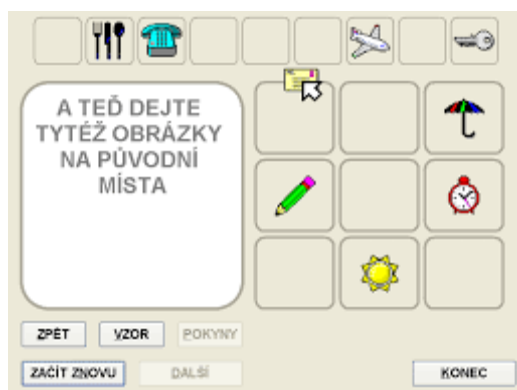 A TEĎ DEJTE
TYTÉŽ OBRÁZKY
NA PŮVODNÍ
MÍSTA
ZPĚT
VZOR
POKYNY
ZAČÍT ZNOVU
DALŠÍ
KONEC